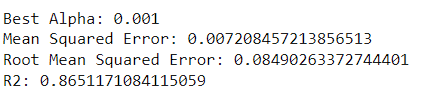 Best Alpha: 0.001
Mean Squared Error: 0.007208457213856513
Root Mean Squared Error: 0.08490263372744401
R2: 0.8651171084115059